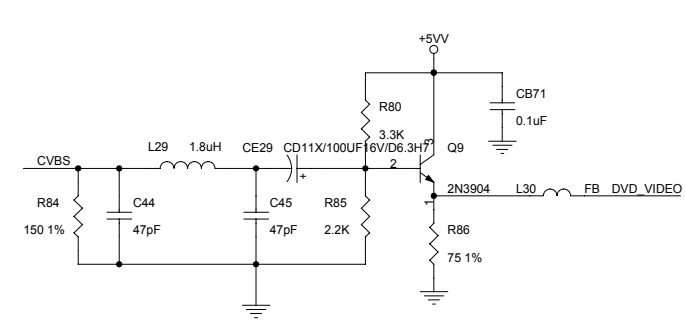 +5VV
R80
3.3K
CB71
0.1uF
L29 1.8uH CE29 CD11X/100UF16V/D6.3H7 3 Q9
CVBS 2
R84
150 1%
C44
47pF
C45
47pF
R85
2.2K
1 2N3904 L30 FB DVD_VIDEO
R86
75 1%
+